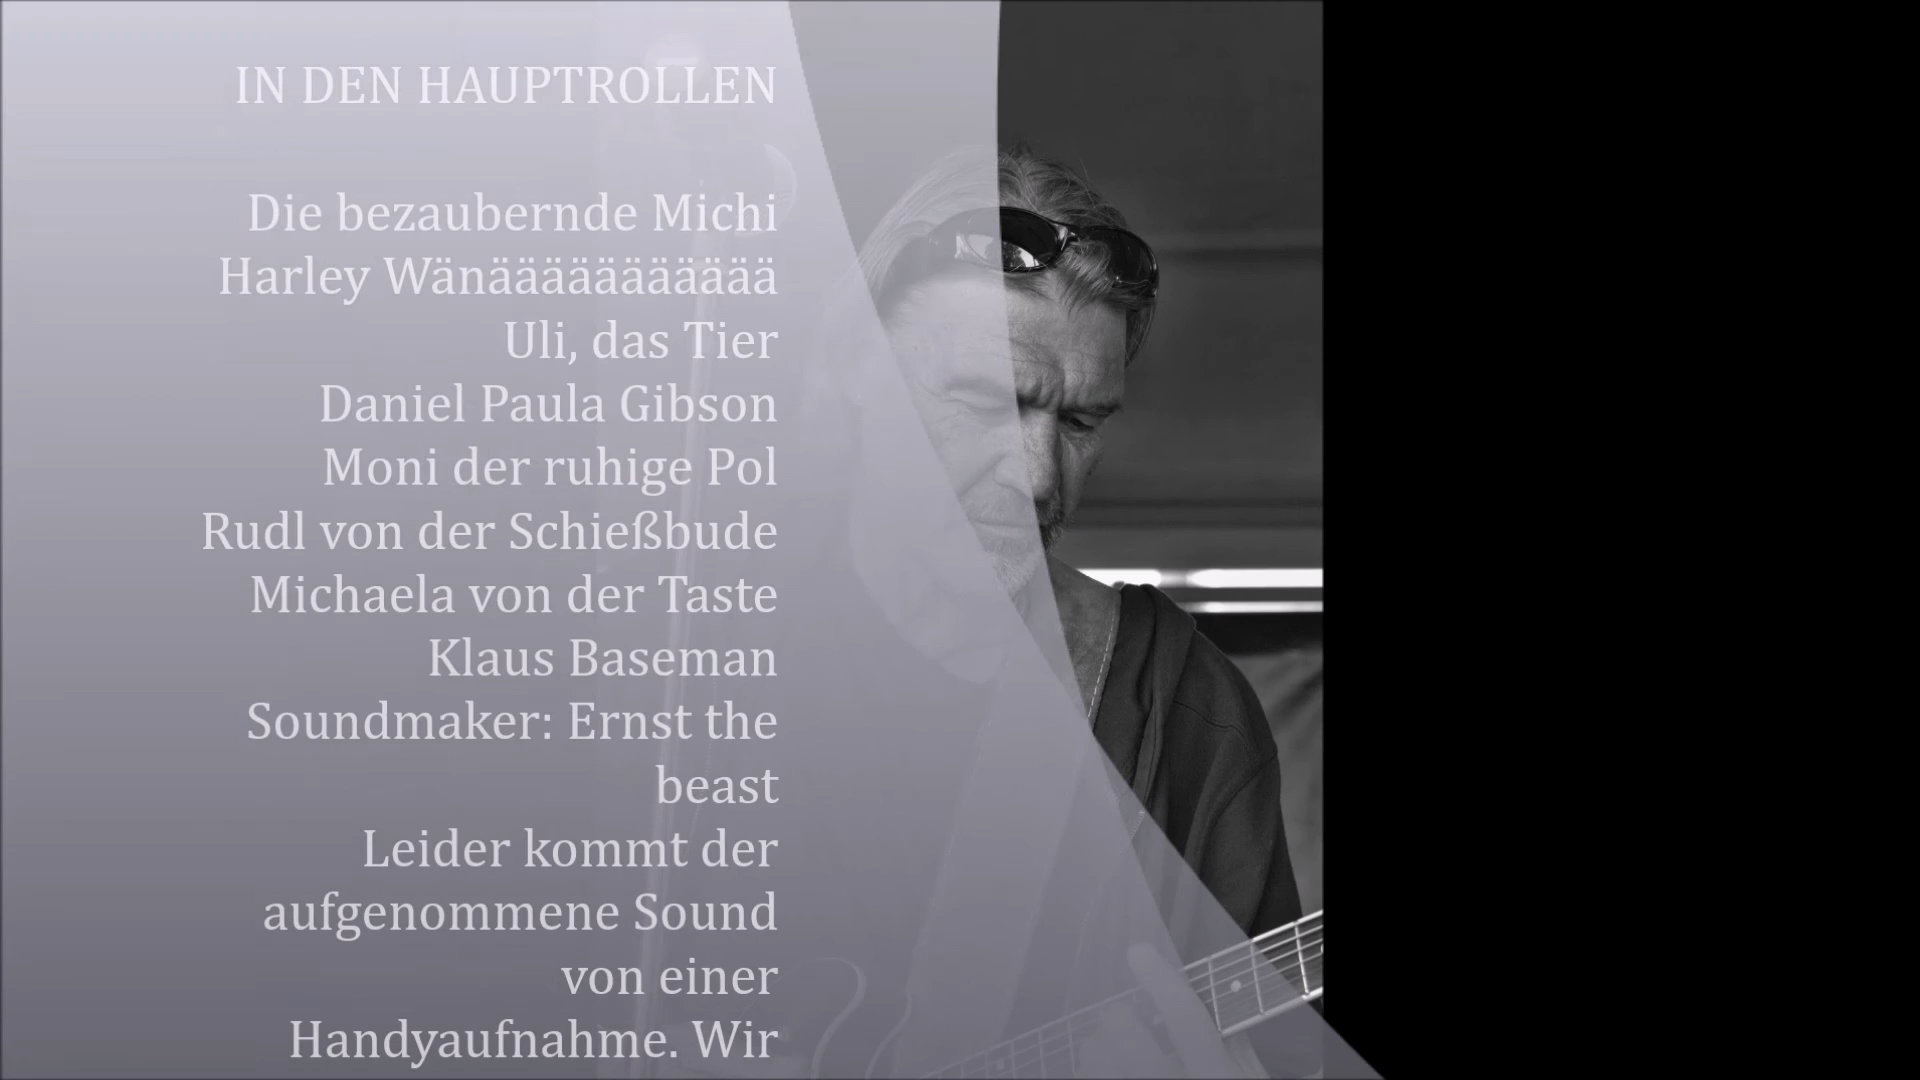 IN DEN HAUPTROLLEN
Die bezaubernde Michi
Harley Wänäääääääääää
Uli, das Tier
Daniel Paula Gibson
Moni der ruhige Pol
Rudl von der Schießbude
Michaela von der Taste
Klaus Baseman
Soundmaker: Ernst the
beast
Leider kommt der
aufgenommene Sound
von einer
Handyaufnahme. Wir